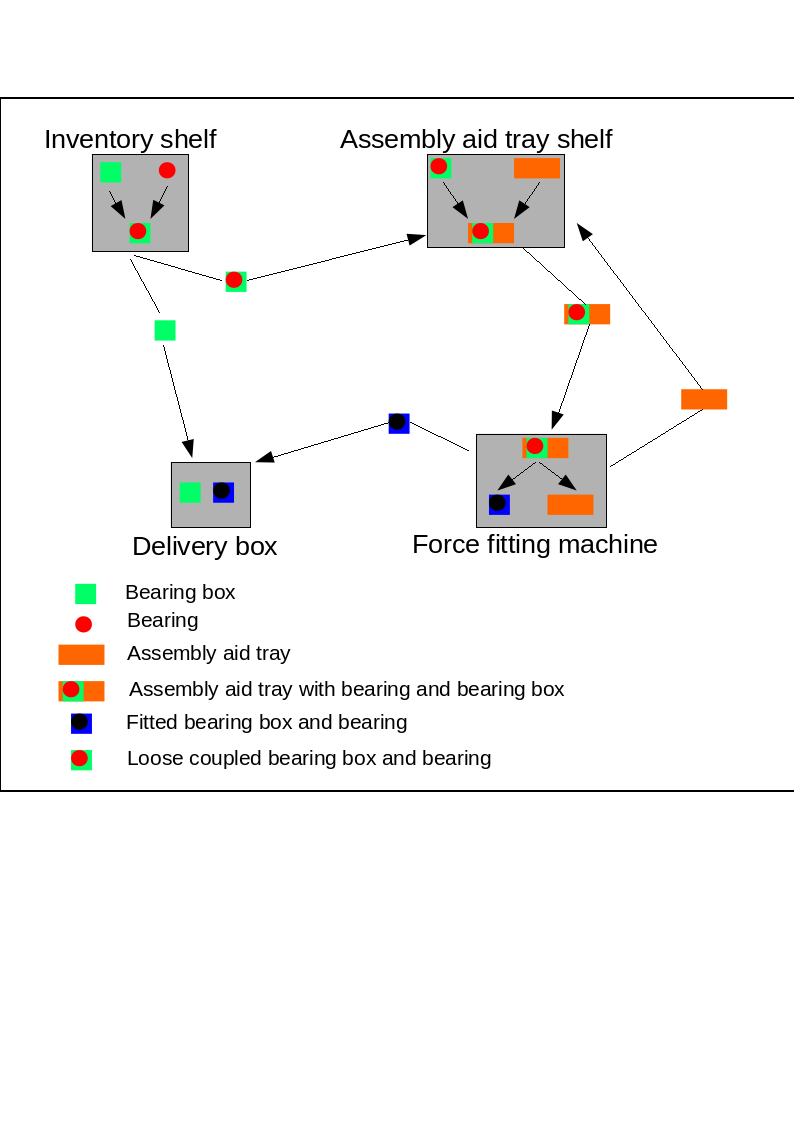 Inventory shelf
Assembly aid tray shelf
Delivery box
Force fitting machine
Bearing box
Bearing
Assembly aid tray
Assembly aid tray with bearing and bearing box
Fitted bearing box and bearing
Loose coupled bearing box and bearing